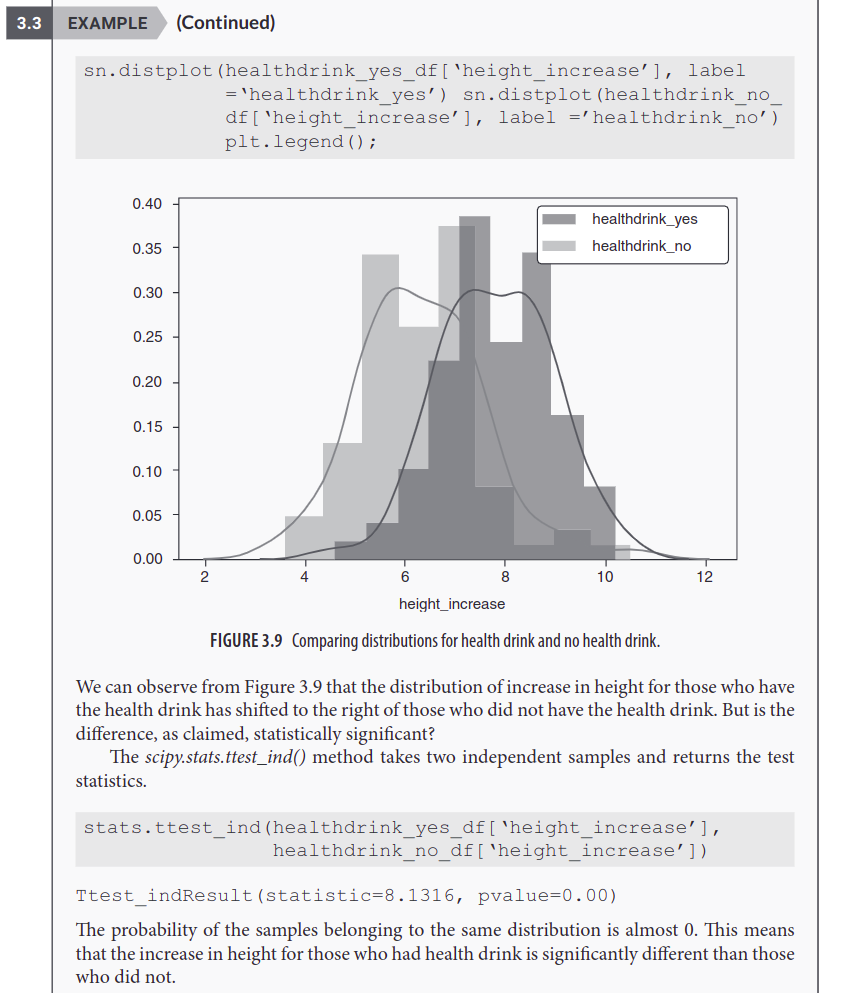 3.3 EXAMPLE (Continued)
sn.distplot(healthdrink_yes_df[‘height_increase’], label
=‘healthdrink_yes’) sn.distplot(healthdrink_no_
df[‘height_increase’], label =’healthdrink_no’)
plt.legend();
0.40
0.35
0.30
0.25
0.20
0.15
0.10
0.05
0.00
healthdrink_yes
healthdrink_no
2 4 6 8 10 12
height_increase
FIGURE 3.9 Comparing distributions for health drink and no health drink.
We can observe from Figure 3.9 that the distribution of increase in height for those who have
the health drink has shifted to the right of those who did not have the health drink. But is the
difference, as claimed, statistically significant?
The scipy.stats.ttest_ind() method takes two independent samples and returns the test
statistics.
stats.ttest_ind(healthdrink_yes_df[‘height_increase’],
healthdrink_no_df[‘height_increase’])
Ttest_indResult(statistic=8.1316, pvalue=0.00)
The probability of the samples belonging to the same distribution is almost 0. This means
that the increase in height for those who had health drink is significantly different than those
who did not.